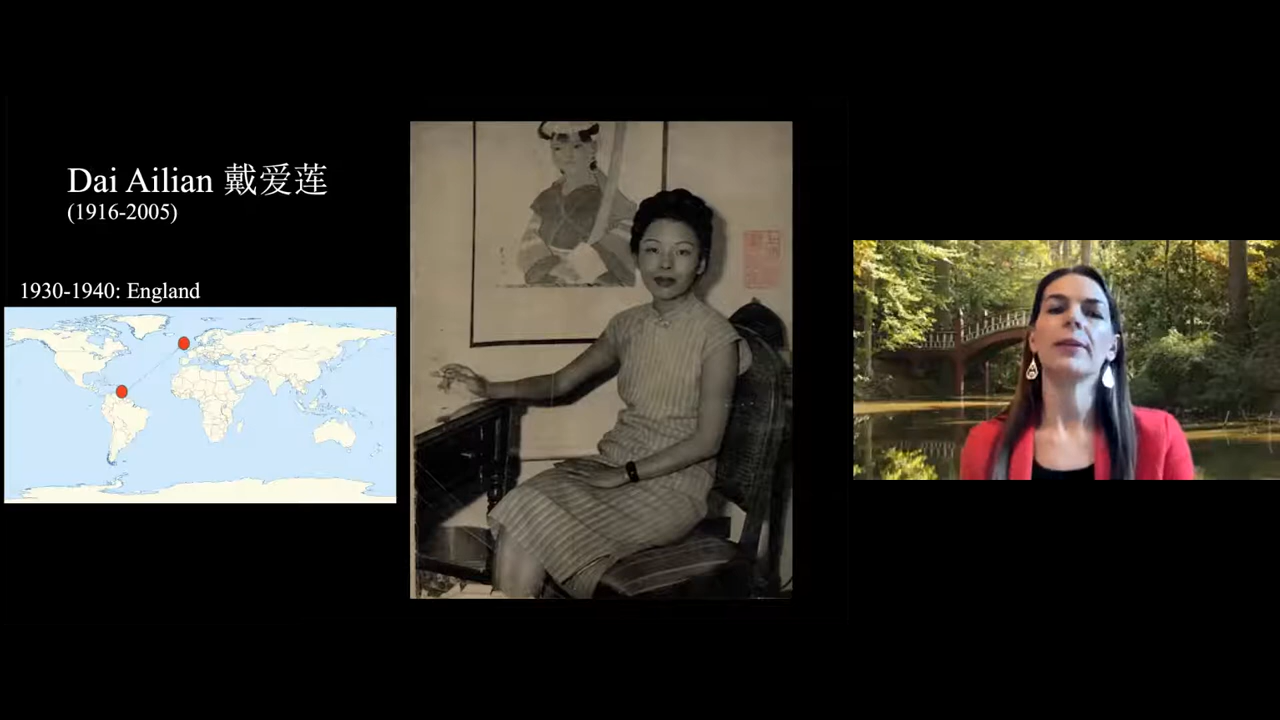 Dai Ailian 戴爱莲
(1916-2005)
1930-1940: England